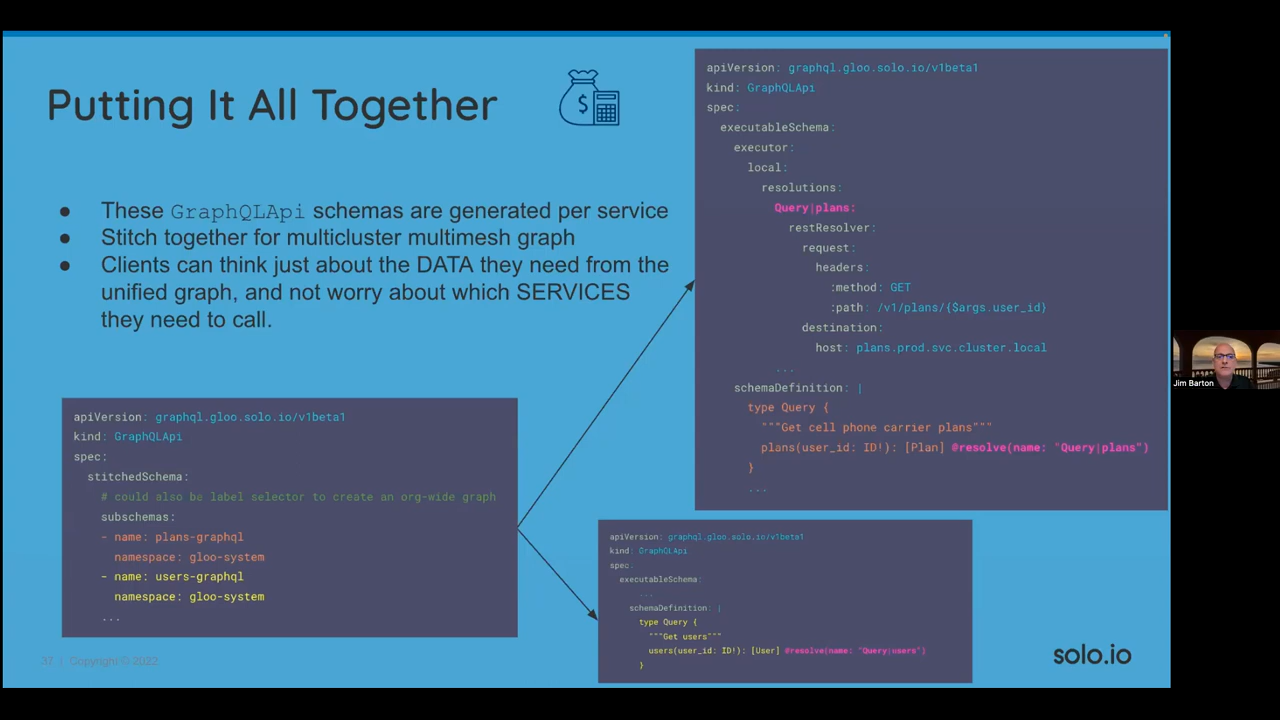 Putting It All Together
$
● These GraphQLApi schemas are generated per service
● Stitch together for multicluster multimesh graph
● Clients can think just about the DATA they need from the
unified graph, and not worry about which SERVICES
they need to call.
apiVersion: graphql.gloo.solo.io/v1beta1
kind: GraphQLApi
spec:
stitchedSchema:
# could also be label selector to create an org-wide graph
subschemas:
- name: plans-graphql
namespace: gloo-system
- name: users-graphql
namespace: gloo-system
...
apiVersion: graphql.gloo.solo.io/v1beta1
kind: GraphQLApi
spec:
executableSchema:
executor:
local:
resolutions:
Query|plans:
restResolver:
request:
headers:
:method: GET
:path: /v1/plans/{$args.user_id}
destination:
host: plans.prod.svc.cluster.local
...
schemaDefinition: |
type Query {
"""Get cell phone carrier plans"""
plans(user_id: ID!): [Plan] @resolve(name: "Query|plans")
}
...
apiVersion: graphql.gloo.solo.io/v1beta1
kind: GraphQLApi
spec:
executableSchema:
...
schemaDefinition: |
type Query {
"""Get users"""
users(user_id: ID!): [User] @resolve(name: "Query|users")
}
37 | Copyright © 2022
solo.io
Jim Barton